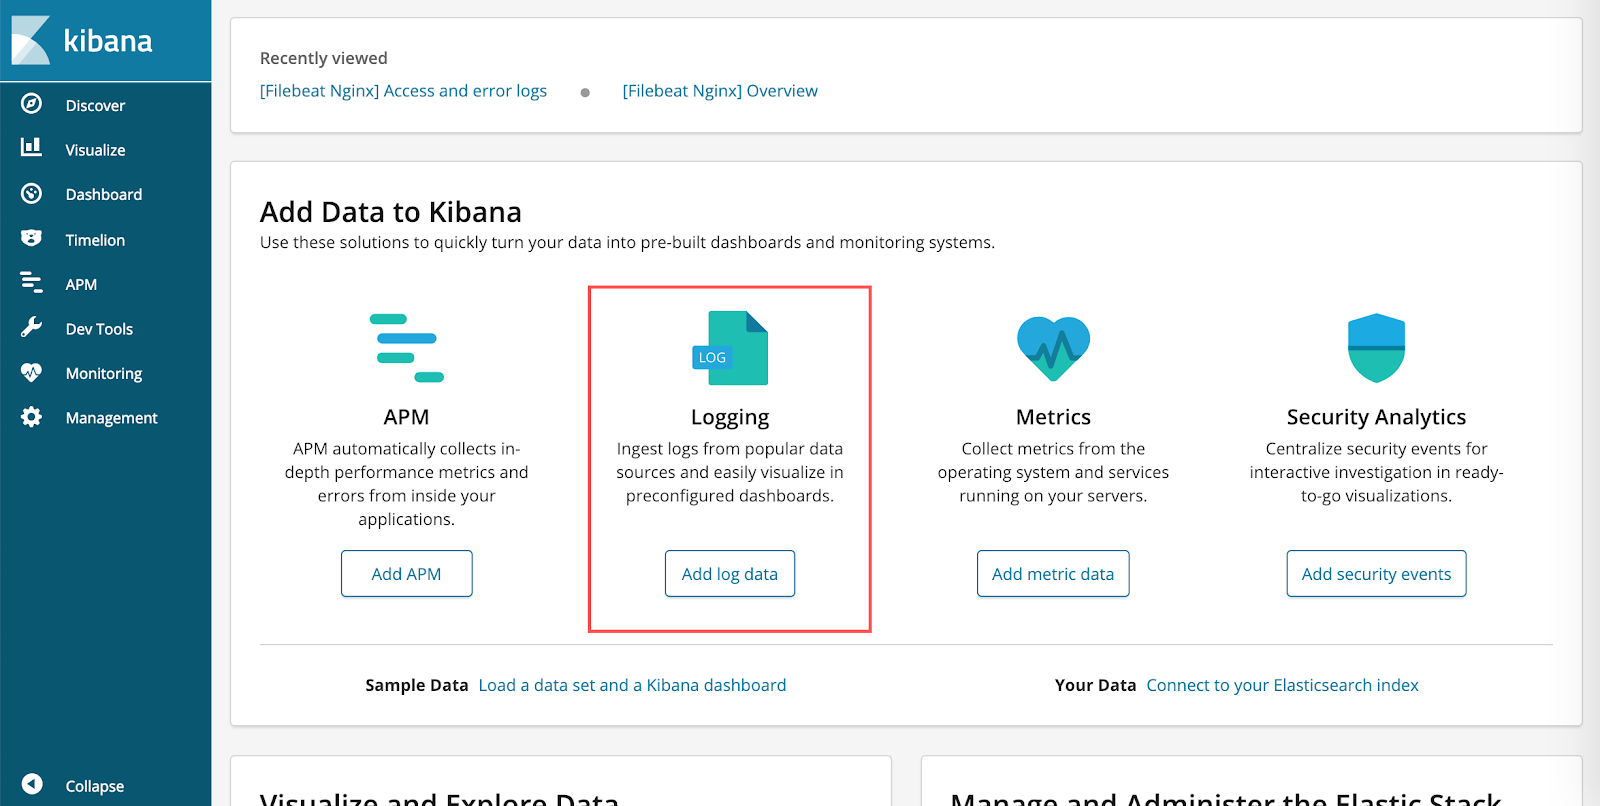 kibana
Discover
Visualize
Dashboard
Timelion
APM
Dev Tools
Monitoring
Management
Collapse
Recently viewed
[Filebeat Nginx] Access and error logs
[Filebeat Nginx] Overview
Add Data to Kibana
Use these solutions to quickly turn your data into pre-built dashboards and monitoring systems.
APM
APM automatically collects in-
depth performance metrics and
errors from inside your
applications.
Add APM
LOG
Logging
Ingest logs from popular data
sources and easily visualize in
preconfigured dashboards.
Add log data
Metrics
Collect metrics from the
operating system and services
running on your servers.
Add metric data
Security Analytics
Centralize security events for
interactive investigation in ready-
to-go visualizations.
Add security events
Sample Data Load a data set and a Kibana dashboard
Your Data Connect to your Elasticsearch index
Visualize and Explore Data
Manage and Administer the Elastic Stack